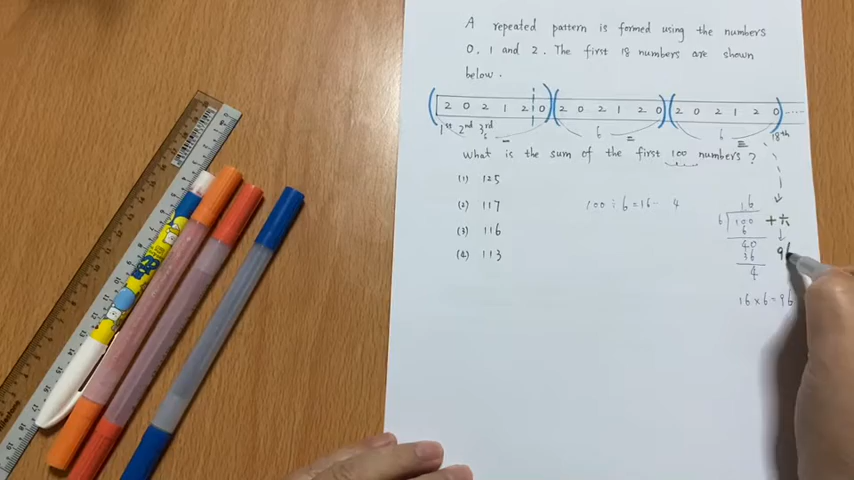 A repeated pattern is formed using the numbers
0, 1 and 2. The first 18 numbers are shown
below.
2 0 2 1 2 0 2 0 2 1 2 0 2 0 2 1 2 0 ......
1st 2nd 3rd 6 6 18th
What is the sum of the first 100 numbers?
(1) 125
(2) 117
(3) 116
(4) 113
100 ÷ 6 = 16 ... 4
16
6 100
6
40
36
4
十六
96
16 × 6 = 96